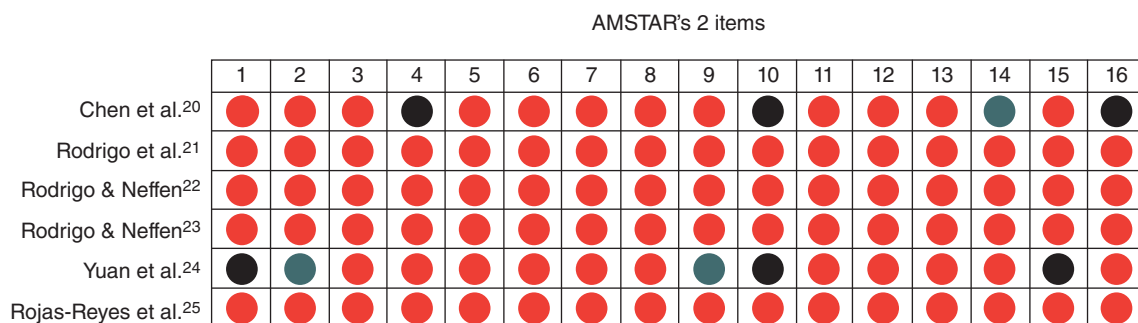 AMSTAR's 2 items
1 2 3 4 5 6 7 8 9 10 11 12 13 14 15 16
Chen et al.20
Rodrigo et al.21
Rodrigo & Neffen22
Rodrigo & Neffen23
Yuan et al.24
Rojas-Reyes et al.25